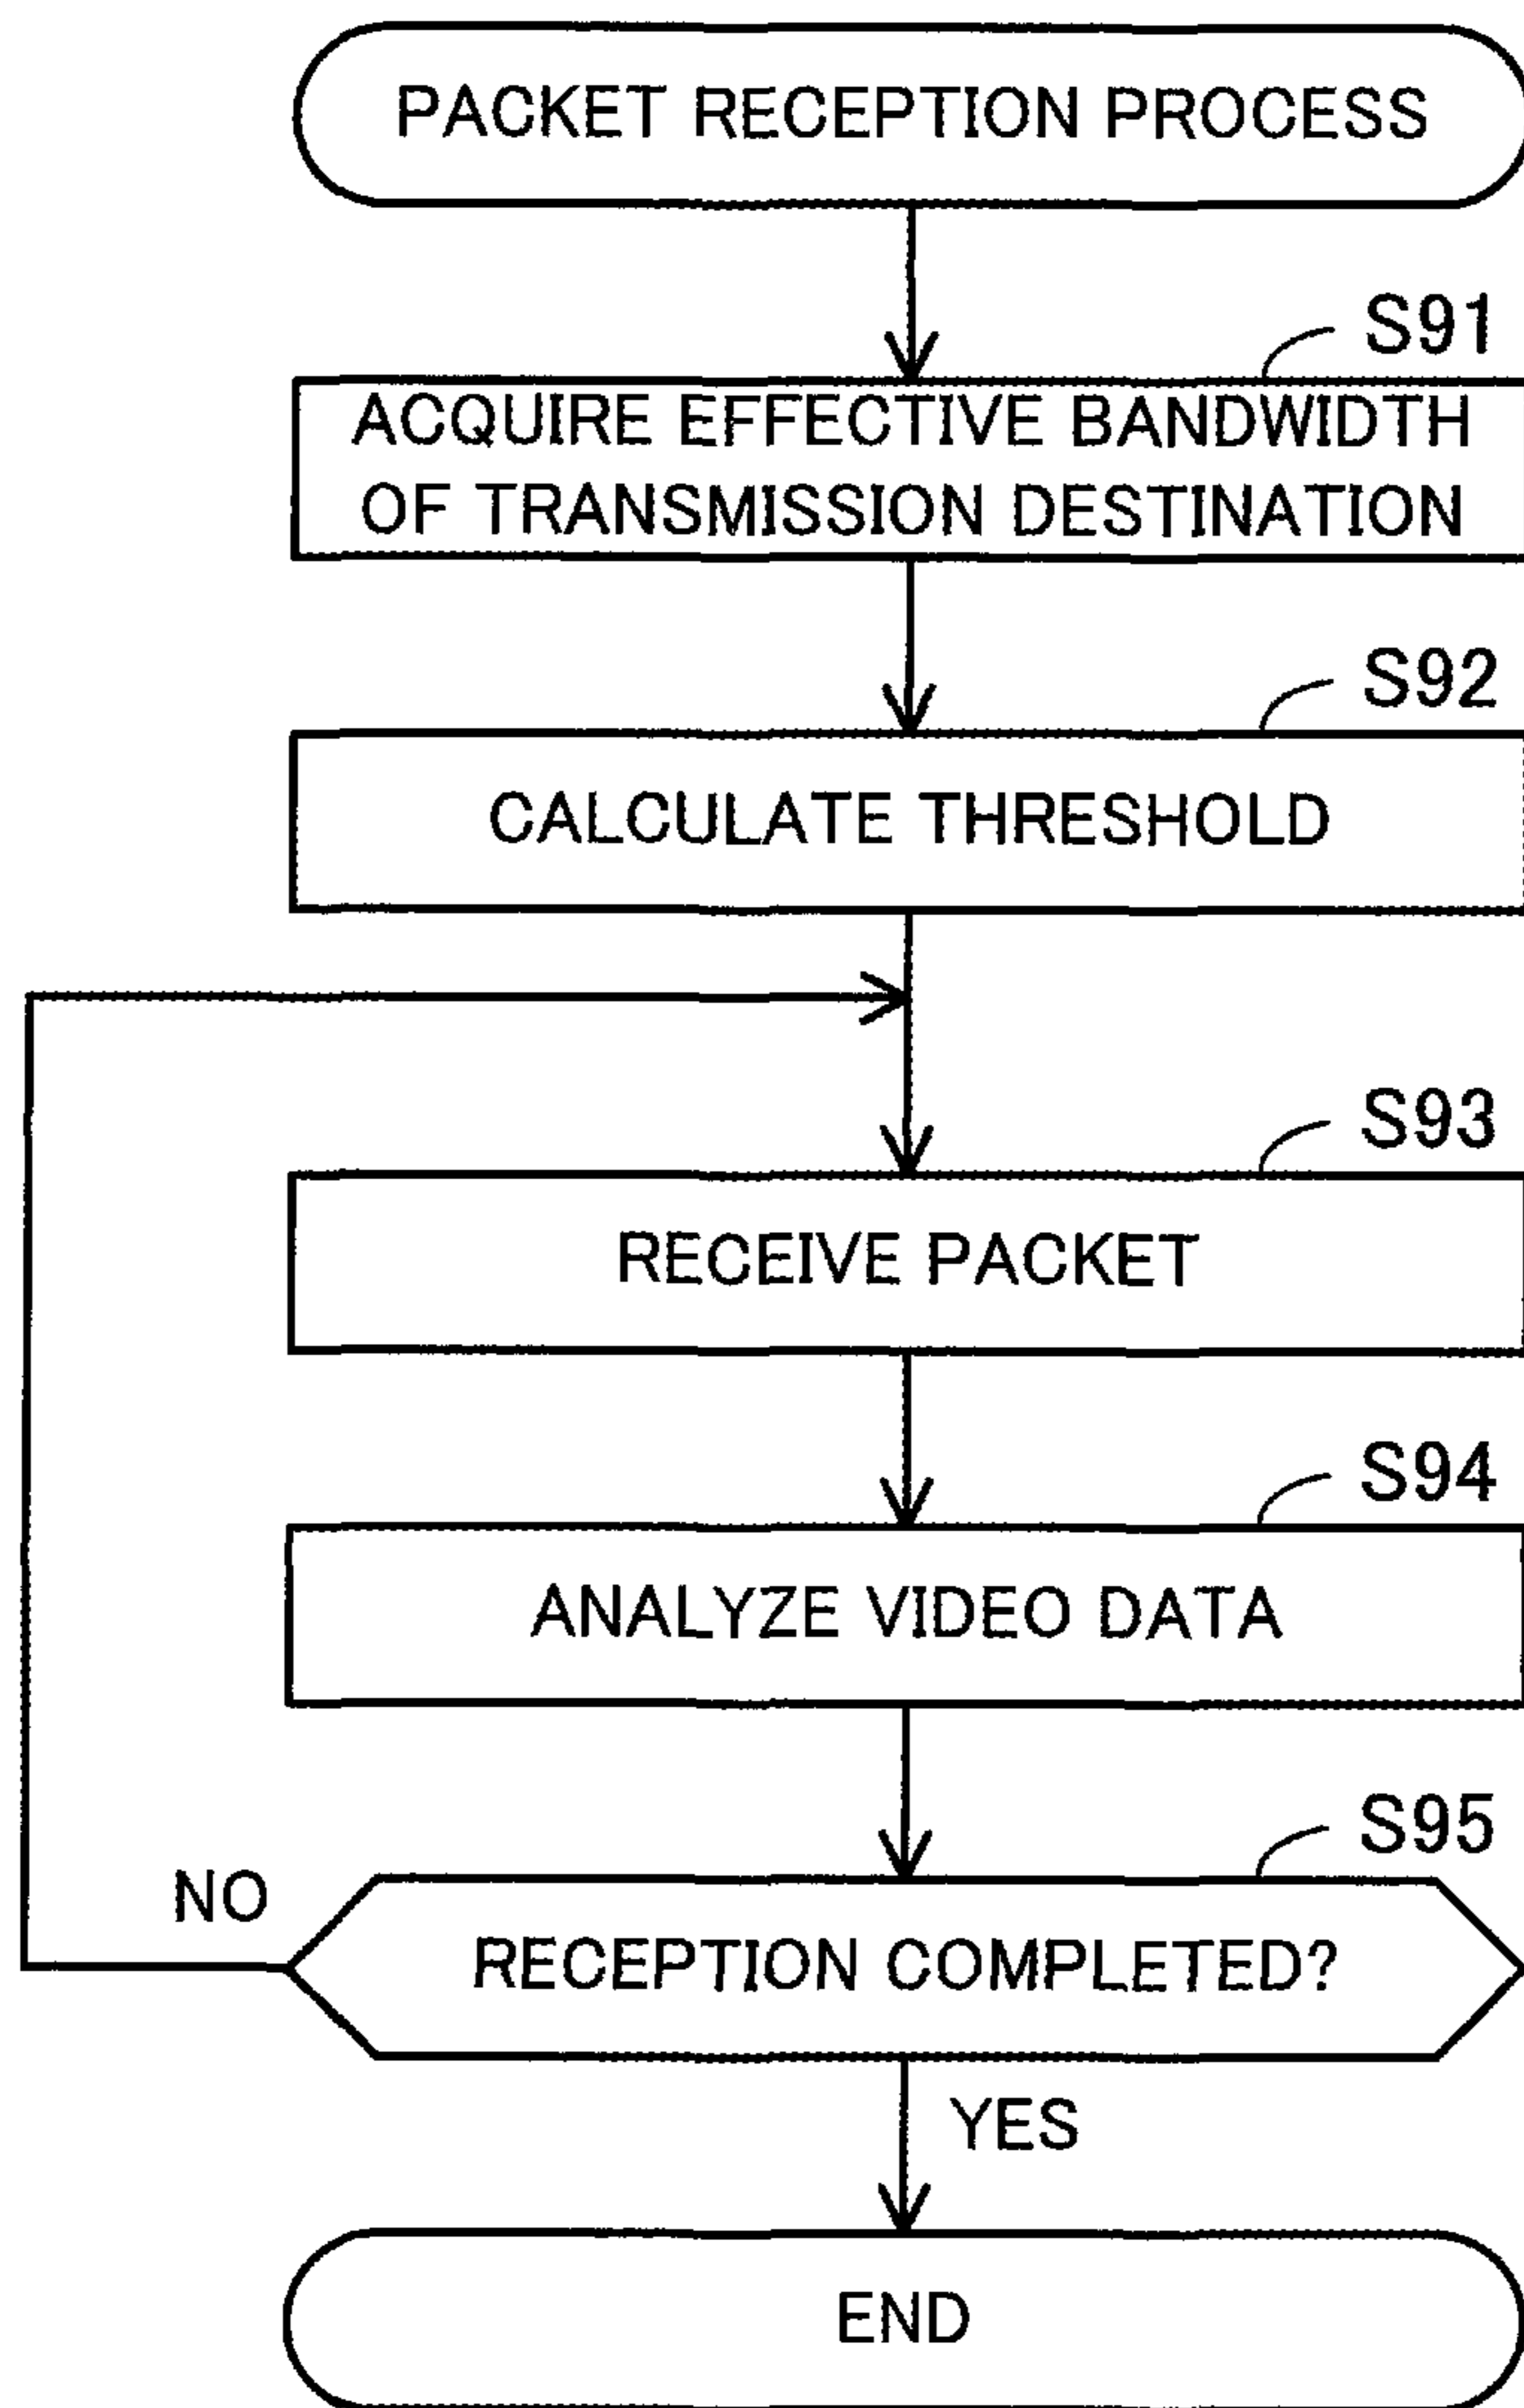 PACKET RECEPTION PROCESS
S91
ACQUIRE EFFECTIVE BANDWIDTH
OF TRANSMISSION DESTINATION
S92
CALCULATE THRESHOLD
S93
RECEIVE PACKET
S94
ANALYZE VIDEO DATA
S95
NO
RECEPTION COMPLETED?
YES
END